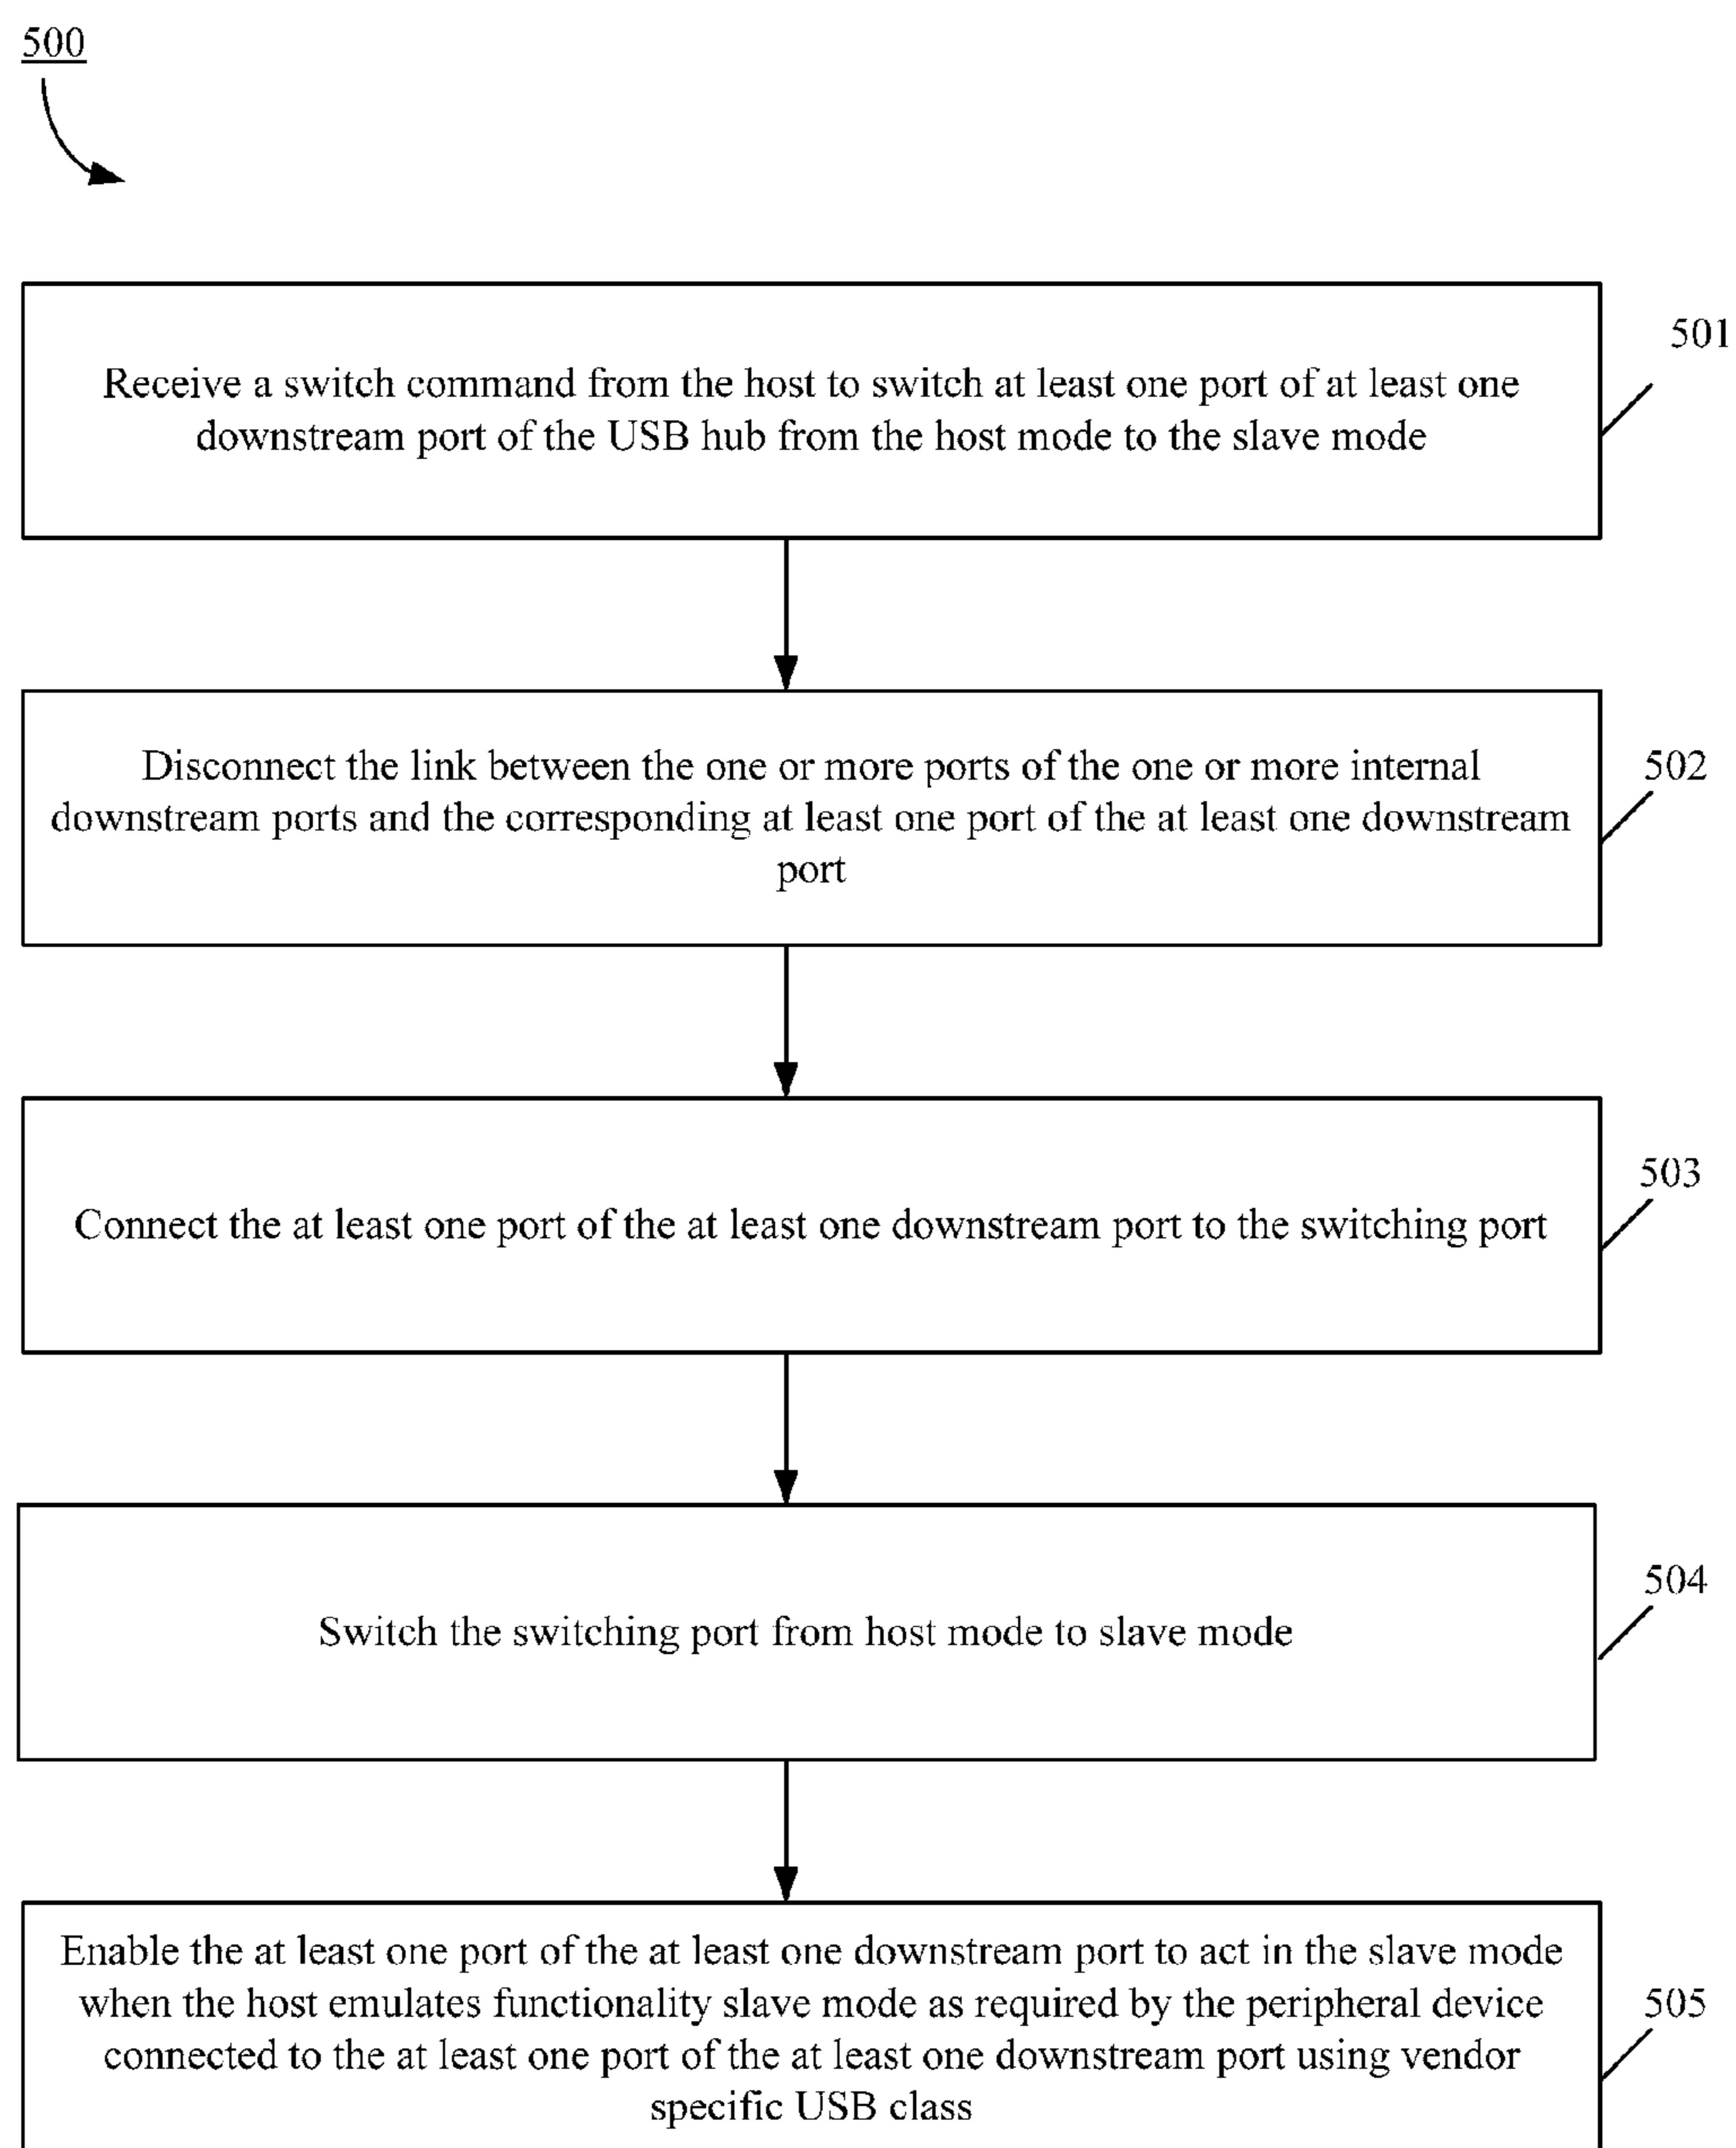 500
Receive a switch command from the host to switch at least one port of at least one
downstream port of the USB hub from the host mode to the slave mode
501
Disconnect the link between the one or more ports of the one or more internal
downstream ports and the corresponding at least one port of the at least one downstream
port
502
Connect the at least one port of the at least one downstream port to the switching port
503
Switch the switching port from host mode to slave mode
504
Enable the at least one port of the at least one downstream port to act in the slave mode
when the host emulates functionality slave mode as required by the peripheral device
connected to the at least one port of the at least one downstream port using vendor
specific USB class
505